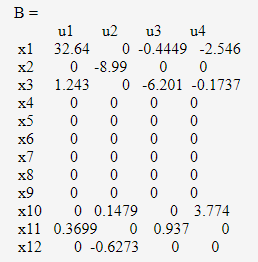 B =
u1 u2 u3 u4
x1 32.64 0 -0.4449 -2.546
x2 0 -8.99 0 0
x3 1.243 0 -6.201 -0.1737
x4 0 0 0 0
x5 0 0 0 0
x6 0 0 0 0
x7 0 0 0 0
x8 0 0 0 0
x9 0 0 0 0
x10 0 0.1479 0 3.774
x11 0.3699 0 0.937 0
x12 0 -0.6273 0 0